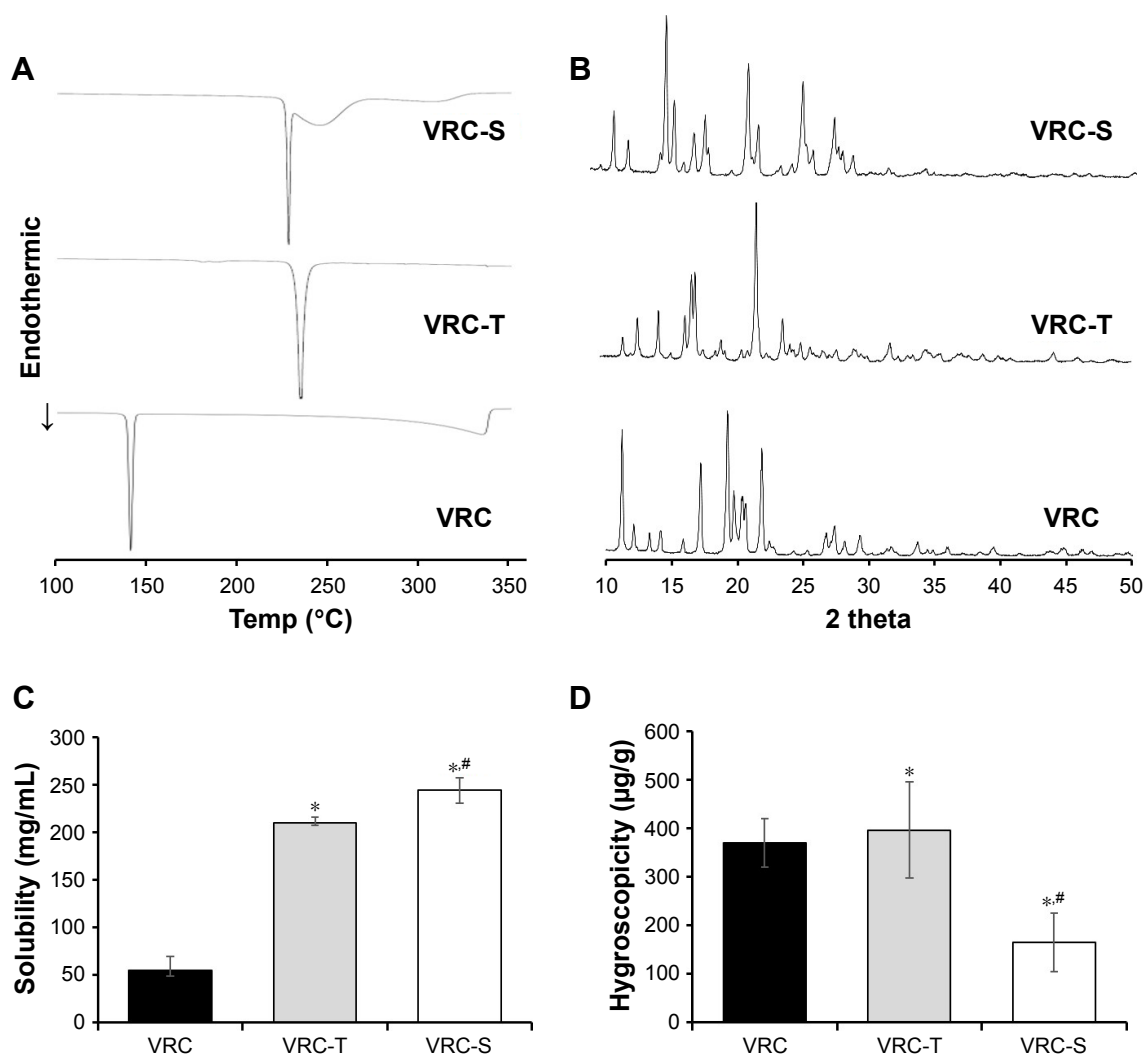 A
VRC-S
VRC-T
VRC
Endothermic
↓
100 150 200 250 300 350
Temp (°C)
B
VRC-S
VRC-T
VRC
10 15 20 25 30 35 40 45 50
2 theta
C
Solubility (mg/mL)
300
250
200
150
100
50
0
*
*,#
VRC VRC-T VRC-S
D
Hygroscopicity (µg/g)
600
500
400
300
200
100
0
*
*,#
VRC VRC-T VRC-S